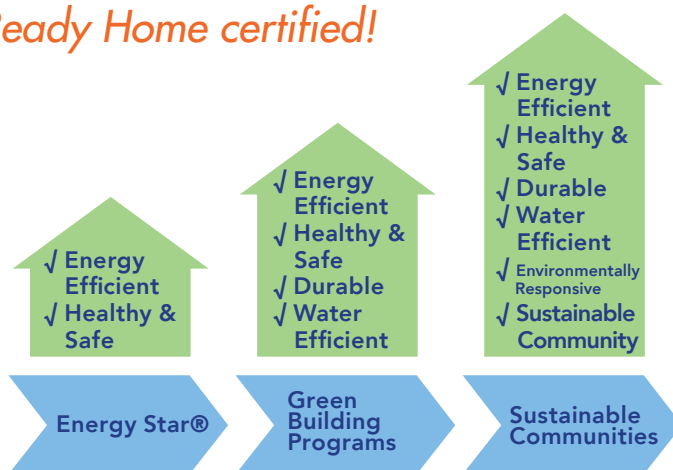 Ready Home certified!
√ Energy
Efficient
√ Healthy &
Safe
√ Energy
Efficient
√ Healthy &
Safe
√ Durable
√ Water
Efficient
√ Energy
Efficient
√ Healthy &
Safe
√ Durable
√ Water
Efficient
√ Environmentally
Responsive
√ Sustainable
Community
Energy Star®
Green
Building
Programs
Sustainable
Communities